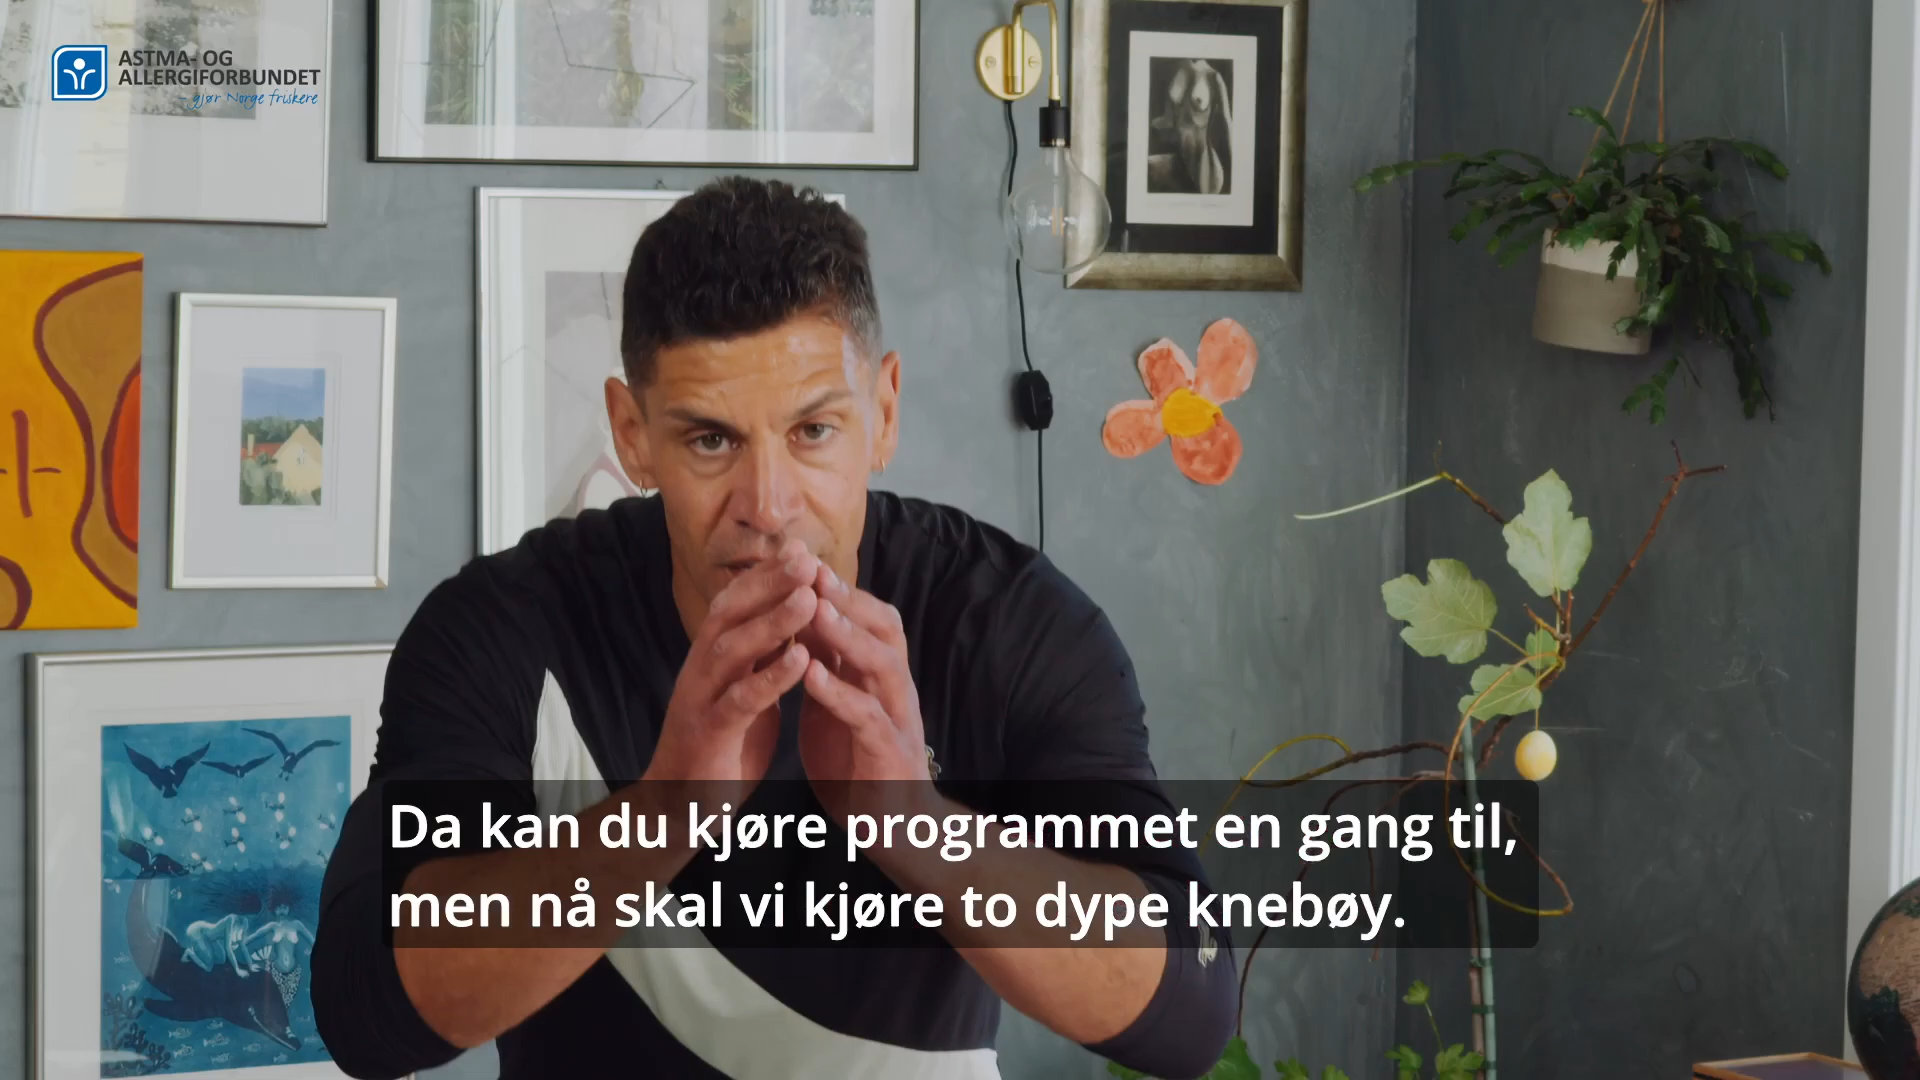 ASTMA- OG
ALLERGIFORBUNDET
– gjør Norge friskere
Da kan du kjøre programmet en gang til,
men nå skal vi kjøre to dype knebøy.